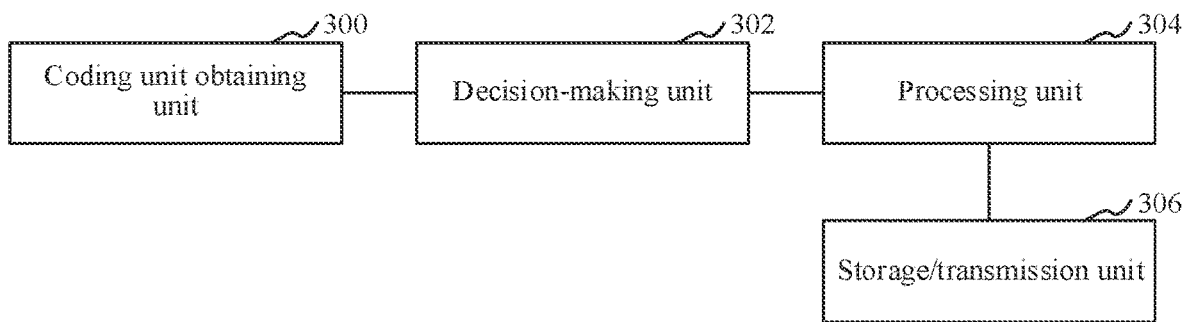 300
302
304
Coding unit obtaining
unit
Decision-making unit
Processing unit
306
Storage/transmission unit